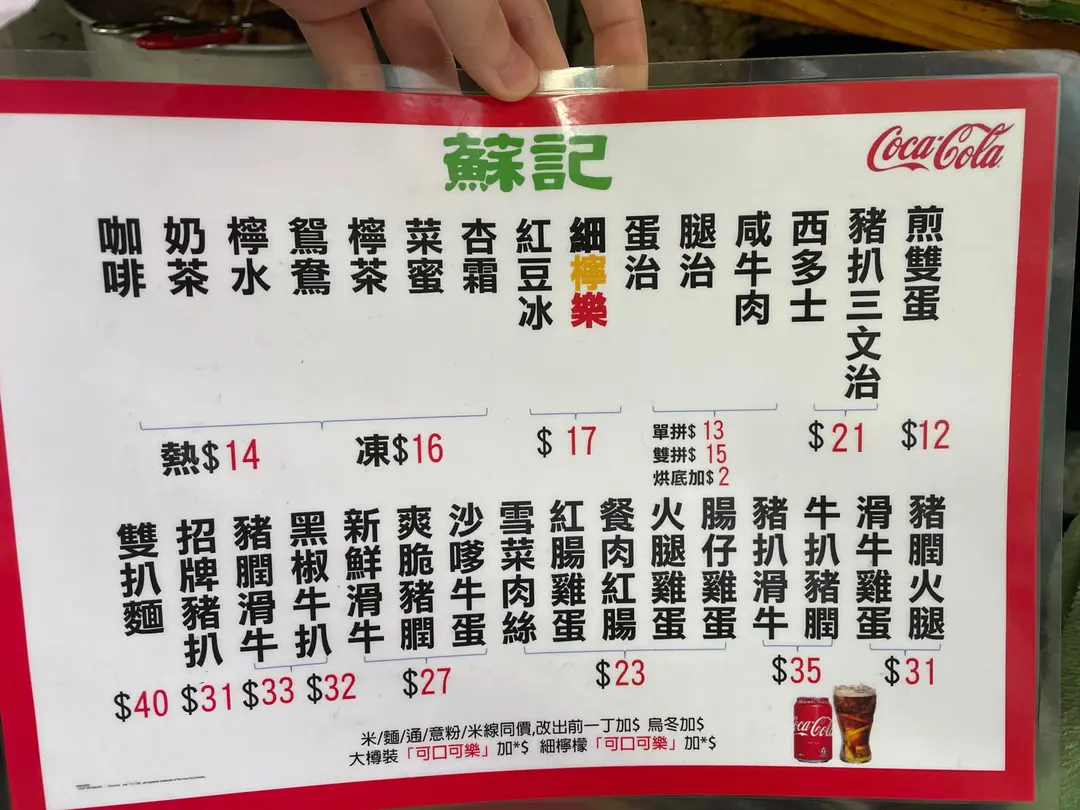 蘇記
Coca-Cola
煎雙蛋
豬扒三文治
西多士
咸牛肉
腿治
蛋治
細檸樂
紅豆冰
杏霜
菜蜜
檸茶
鴛鴦
檸水
奶茶
咖啡
$12
$21
單拼$ 13
雙拼$ 15
烘底加$ 2
$ 17
凍$16
熱$14
豬膶火腿
滑牛雞蛋
牛扒豬膶
豬扒滑牛
腸仔雞蛋
火腿雞蛋
餐肉紅腸
紅腸雞蛋
雪菜肉絲
沙嗲牛蛋
爽脆豬膶
新鮮滑牛
黑椒牛扒
豬膶滑牛
招牌豬扒
雙扒麵
$31
$35
$23
$27
$32
$33
$31
$40
米/麵/通/意粉/米線同價,改出前一丁加$ 烏冬加$
大樽裝「可口可樂」加*$ 細檸檬「可口可樂」加*$
Coca-Cola